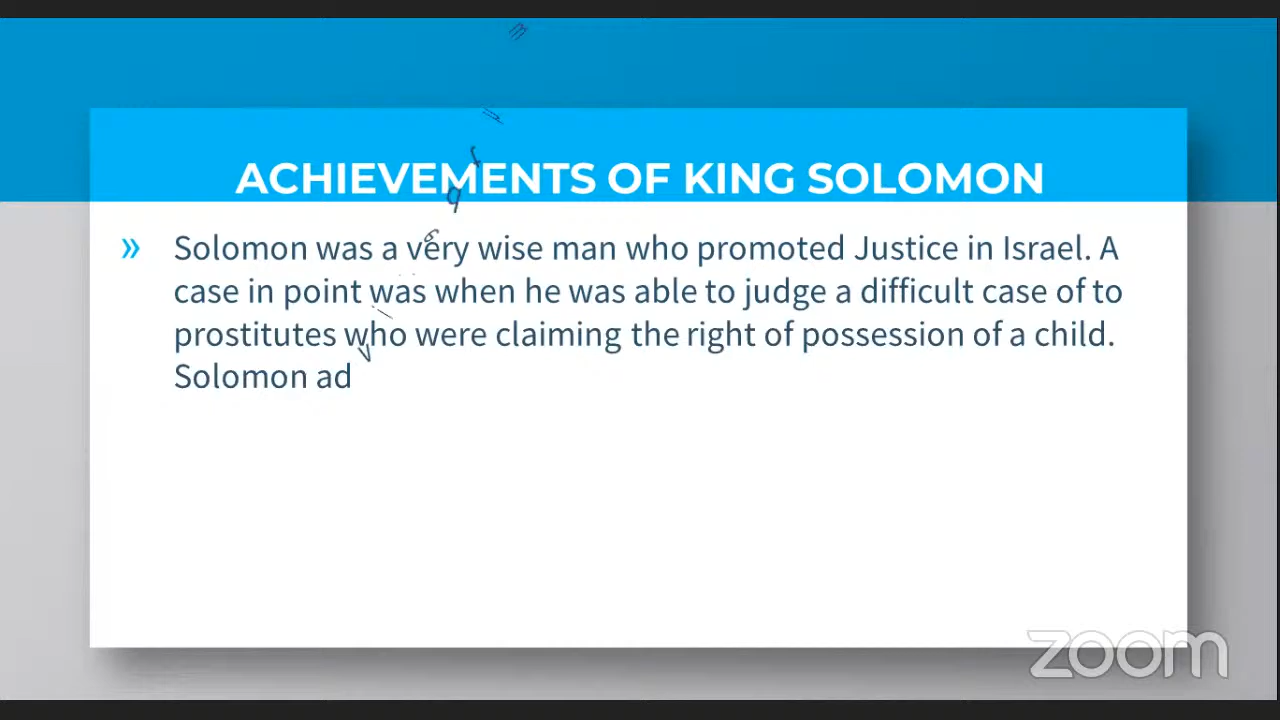 ACHIEVEMENTS OF KING SOLOMON
» Solomon was a very wise man who promoted Justice in Israel. A
case in point was when he was able to judge a difficult case of to
prostitutes who were claiming the right of possession of a child.
Solomon ad
zoom